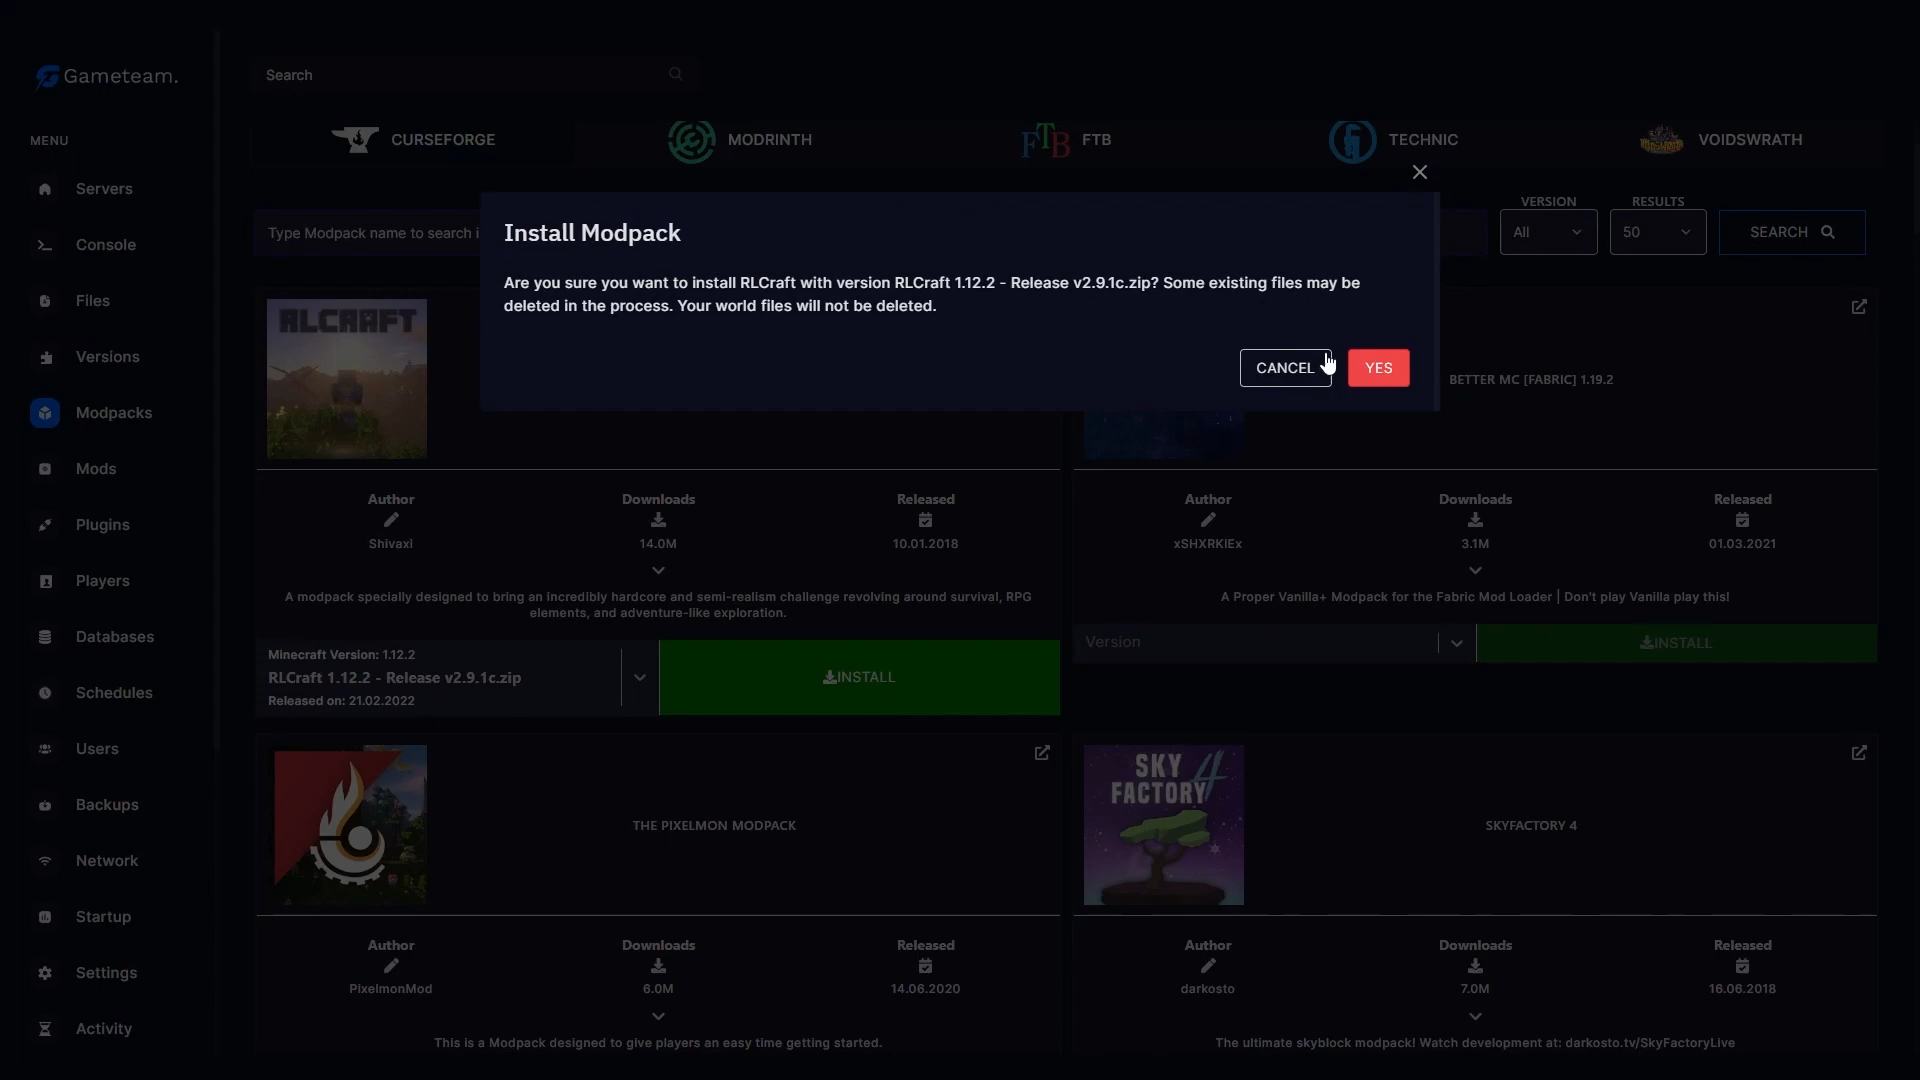 Gameteam.
Search
MENU
Servers
Console
Files
Versions
Modpacks
Mods
Plugins
Players
Databases
Schedules
Users
Backups
Network
Startup
Settings
Activity
CURSEFORGE
MODRINTH
FTB FTB
TECHNIC
VOIDSWRATH
Type Modpack name to search i
VERSION
All
RESULTS
50
SEARCH
Install Modpack
Are you sure you want to install RLCraft with version RLCraft 1.12.2 - Release v2.9.1c.zip? Some existing files may be
deleted in the process. Your world files will not be deleted.
CANCEL
YES
RLCRAFT
Author
Downloads
Released
Shivaxi
14.0M
10.01.2018
A modpack specially designed to bring an incredibly hardcore and semi-realism challenge revolving around survival, RPG
elements, and adventure-like exploration.
Minecraft Version: 1.12.2
RLCraft 1.12.2 - Release v2.9.1c.zip
Released on: 21.02.2022
INSTALL
BETTER MC [FABRIC] 1.19.2
Author
Downloads
Released
xSHXRKIEx
3.1M
01.03.2021
A Proper Vanilla+ Modpack for the Fabric Mod Loader | Don't play Vanilla play this!
Version
INSTALL
THE PIXELMON MODPACK
Author
Downloads
Released
PixelmonMod
6.0M
14.06.2020
This is a Modpack designed to give players an easy time getting started.
SKY
FACTORY 4
SKYFACTORY 4
Author
Downloads
Released
darkosto
7.0M
16.06.2018
The ultimate skyblock modpack! Watch development at: darkosto.tv/SkyFactoryLive